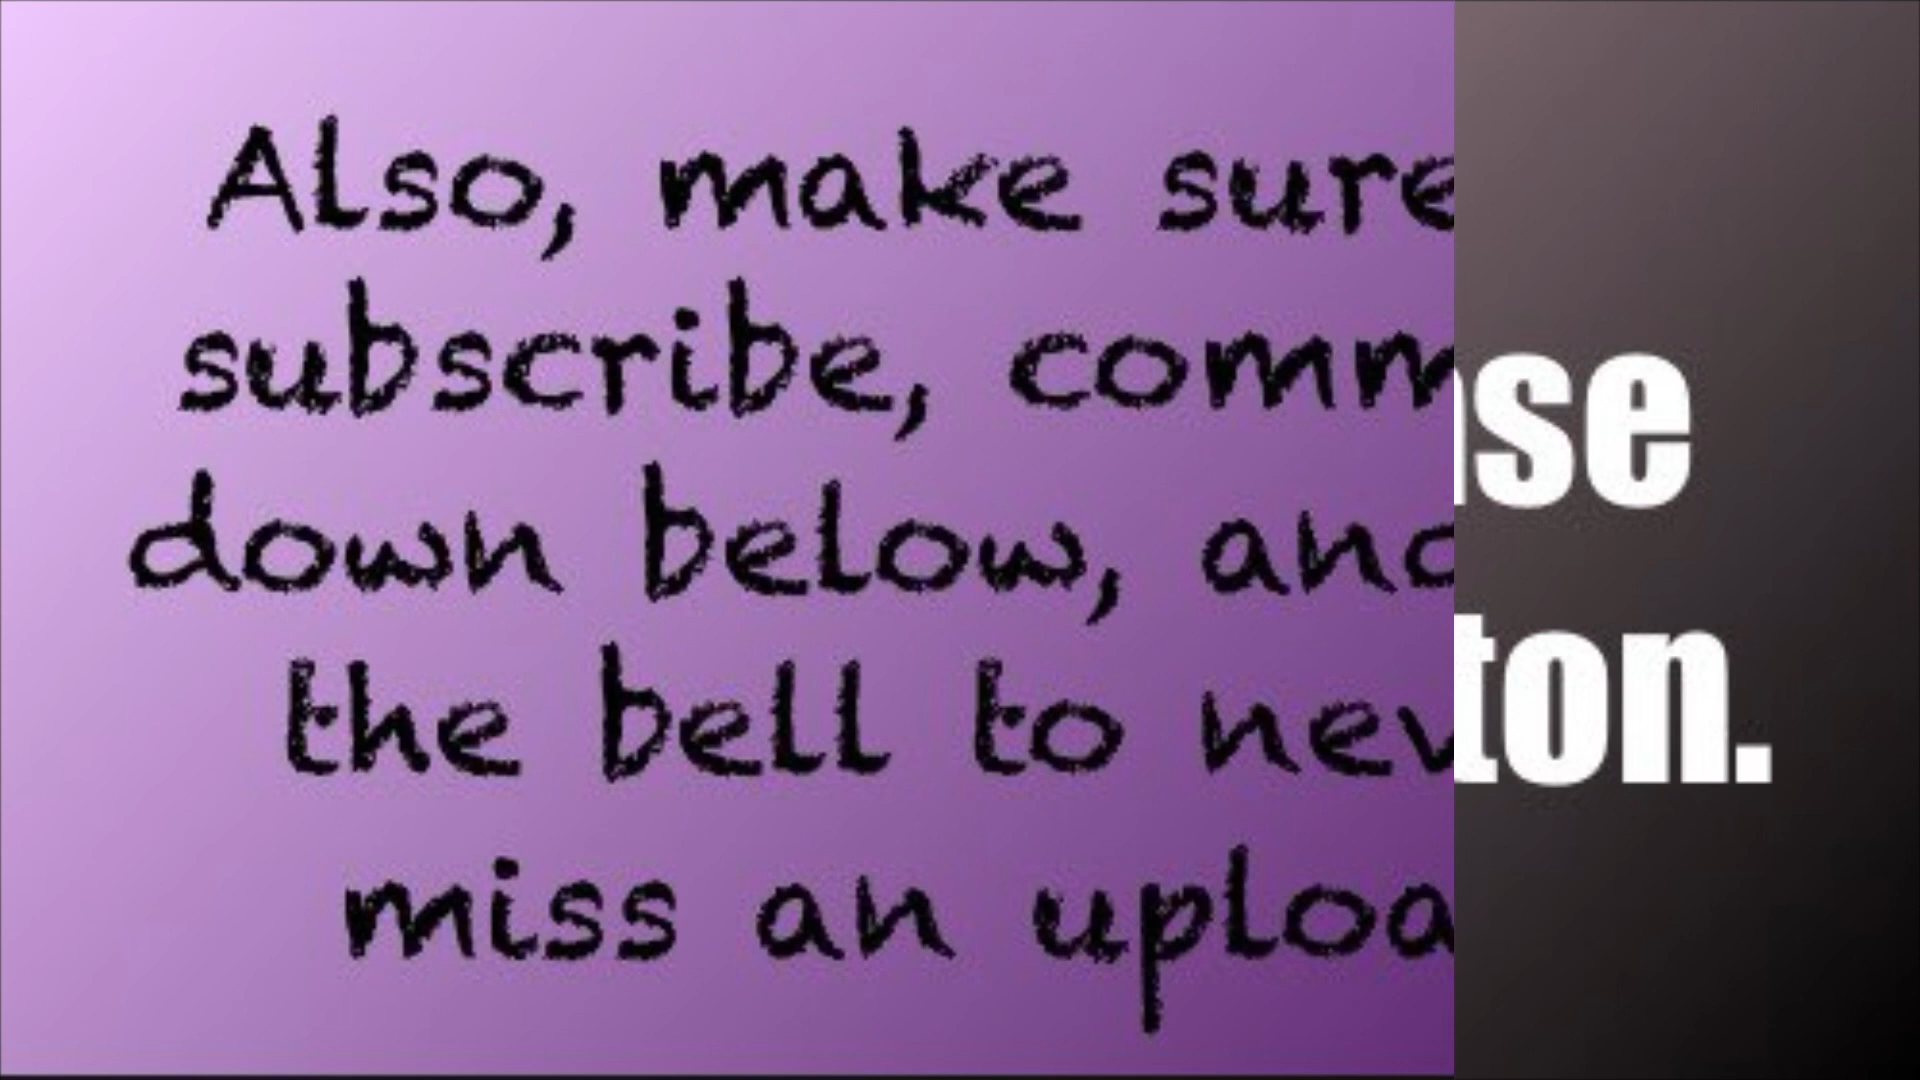 Also, make sure
subscribe, comm
down below, and
the bell to nev
miss an uploa
se
ton.